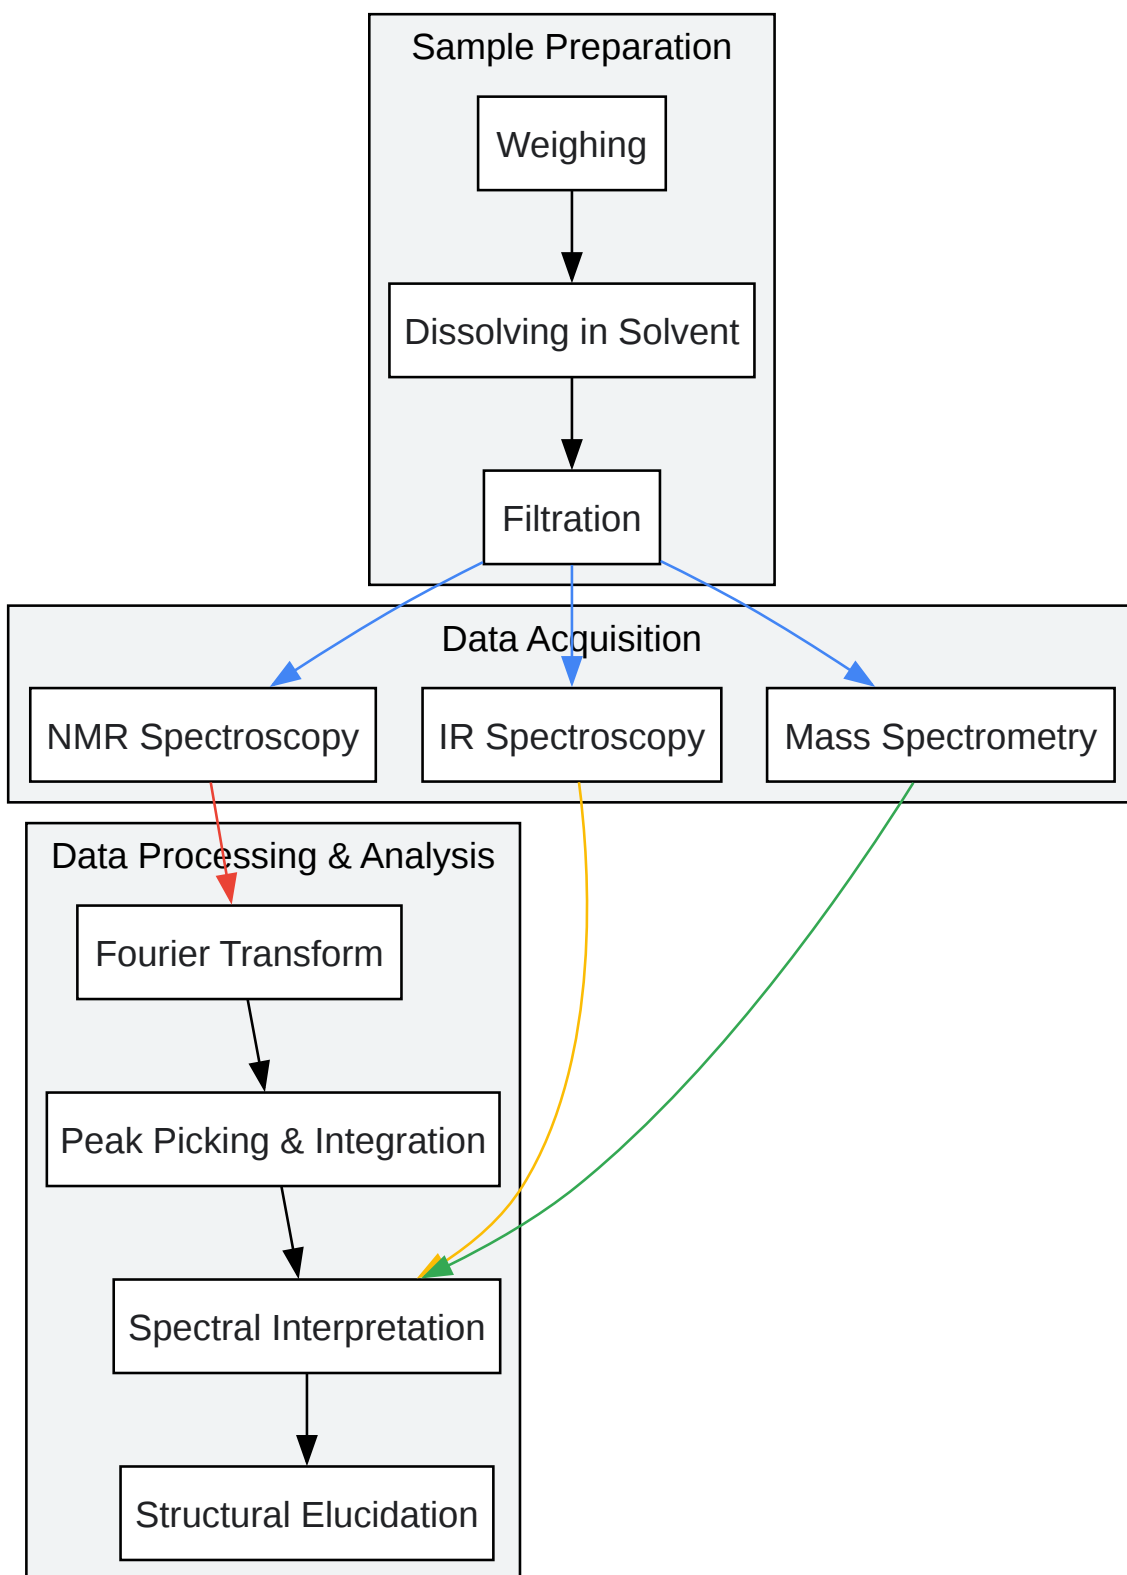 Sample Preparation
Weighing
Dissolving in Solvent
Filtration
Data Acquisition
NMR Spectroscopy
IR Spectroscopy
Mass Spectrometry
Data Processing & Analysis
Fourier Transform
Peak Picking & Integration
Spectral Interpretation
Structural Elucidation